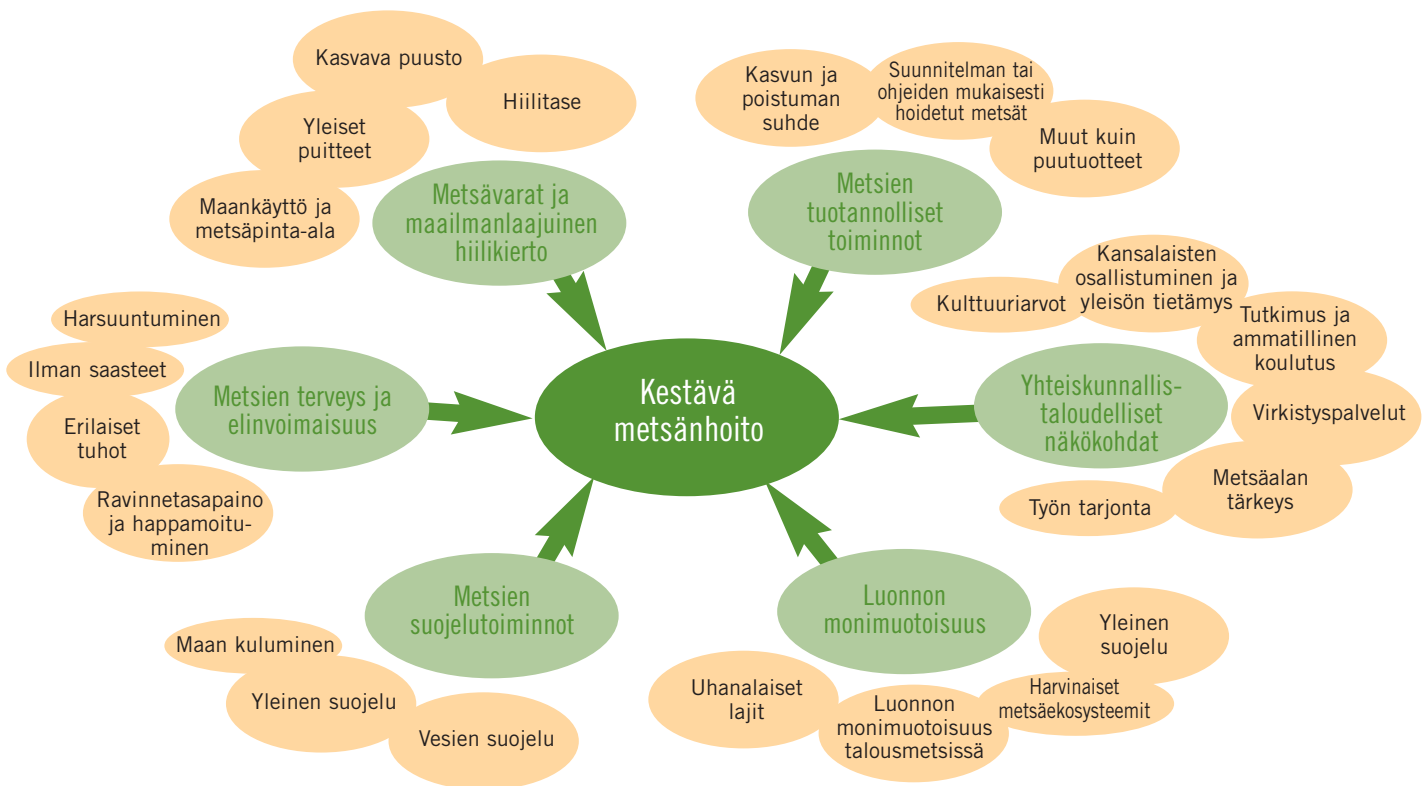 Kasvava puusto
Hiilitase
Yleiset
puitteet
Maankäyttö ja
metsäpinta-ala
Metsävarat ja
maailmanlaajuinen
hiilikierto
Kasvun ja
poistuman
suhde
Suunnitelman tai
ohjeiden mukaisesti
hoidetut metsät
Muut kuin
puutuotteet
Metsien
tuotannolliset
toiminnot
Harsuuntuminen
Ilman saasteet
Erilaiset
tuhot
Ravinnetasapaino
ja happamoitu-
minen
Metsien terveys ja
elinvoimaisuus
Kestävä
metsänhoito
Kulttuuriarvot
Kansalaisten
osallistuminen ja
yleisön tietämys
Tutkimus ja
ammatillinen
koulutus
Virkistyspalvelut
Metsäalan
tärkeys
Työn tarjonta
Yhteiskunnallis-
taloudelliset
näkökohdat
Metsien
suojelutoiminnot
Maan kuluminen
Yleinen suojelu
Vesien suojelu
Luonnon
monimuotoisuus
Uhanalaiset
lajit
Luonnon
monimuotoisuus
talousmetsissä
Harvinaiset
metsäekosysteemit
Yleinen
suojelu